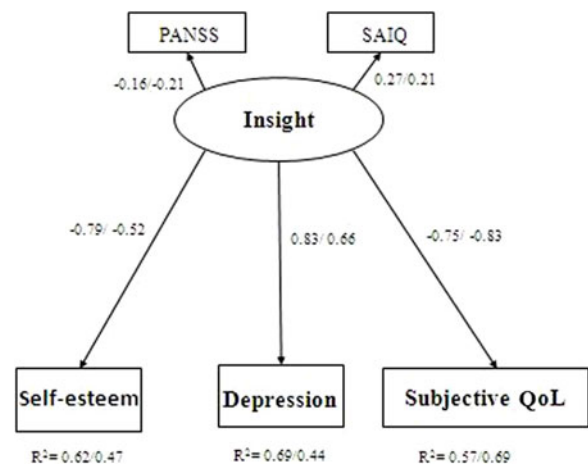 PANSS
SAIQ
-0.16/-0.21
0.27/0.21
Insight
-0.79/ -0.52
0.83/ 0.66
-0.75/ -0.83
Self-esteem
Depression
Subjective QoL
R²= 0.62/0.47
R²= 0.69/0.44
R²= 0.57/0.69